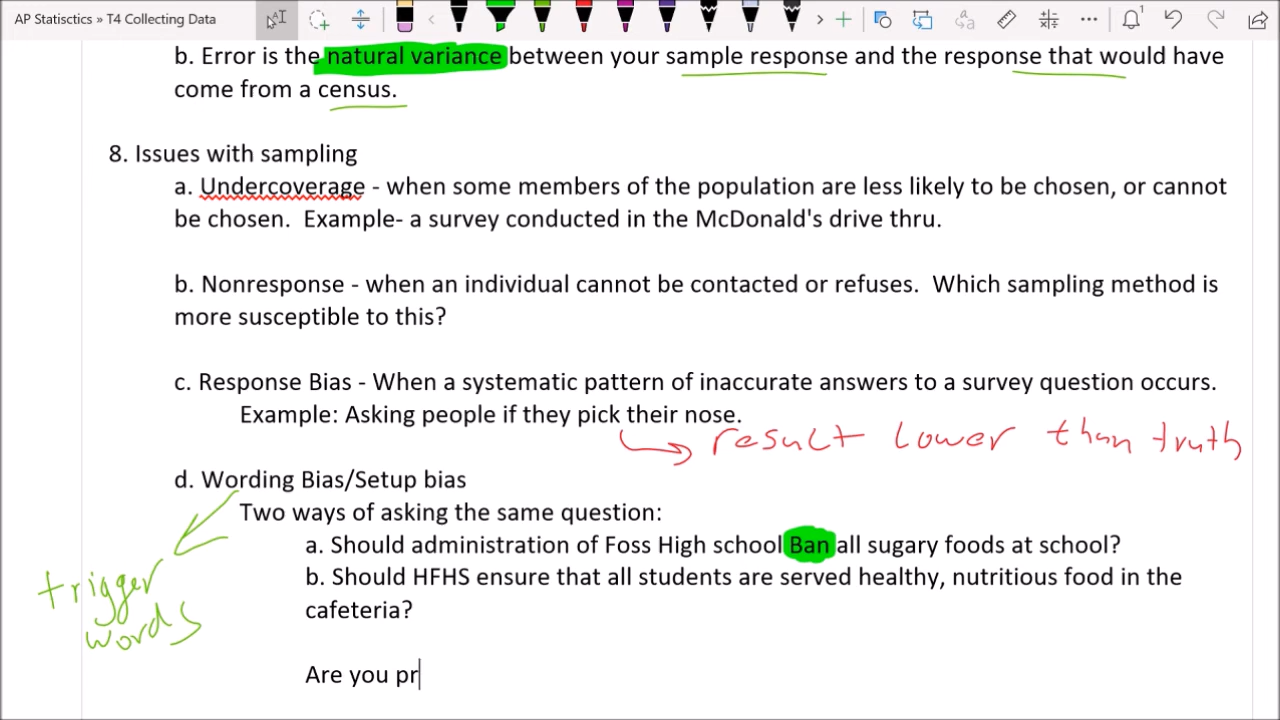 AP Statisctics » T4 Collecting Data
b. Error is the natural variance between your sample response and the response that would have
come from a census.
8. Issues with sampling
a. Undercoverage - when some members of the population are less likely to be chosen, or cannot
be chosen.  Example- a survey conducted in the McDonald's drive thru.
b. Nonresponse - when an individual cannot be contacted or refuses.  Which sampling method is
more susceptible to this?
c. Response Bias - When a systematic pattern of inaccurate answers to a survey question occurs.
Example: Asking people if they pick their nose.
result lower than truth
d. Wording Bias/Setup bias
Two ways of asking the same question:
a. Should administration of Foss High school Ban all sugary foods at school?
b. Should HFHS ensure that all students are served healthy, nutritious food in the
cafeteria?
trigger
words
Are you pr